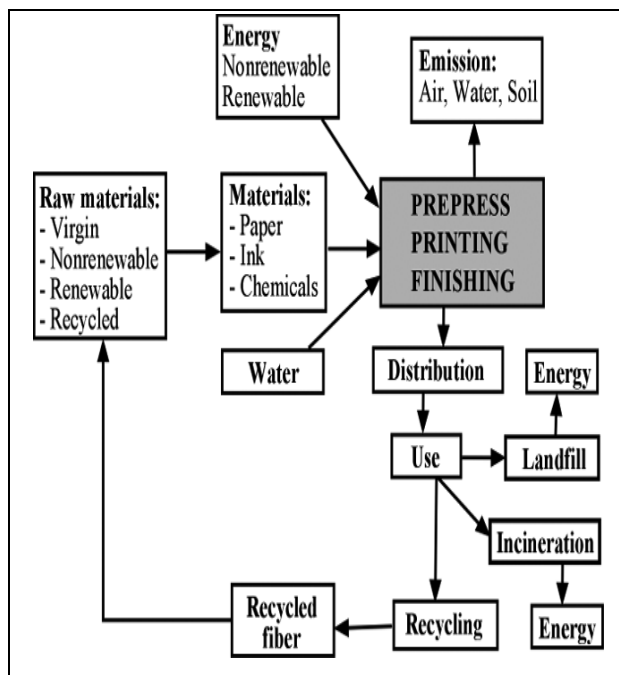 Energy
Nonrenewable
Renewable
Emission:
Air, Water, Soil
Raw materials:
- Virgin
- Nonrenewable
- Renewable
- Recycled
Materials:
- Paper
- Ink
- Chemicals
PREPRESS
PRINTING
FINISHING
Water
Distribution
Energy
Use
Landfill
Incineration
Recycled
fiber
Recycling
Energy